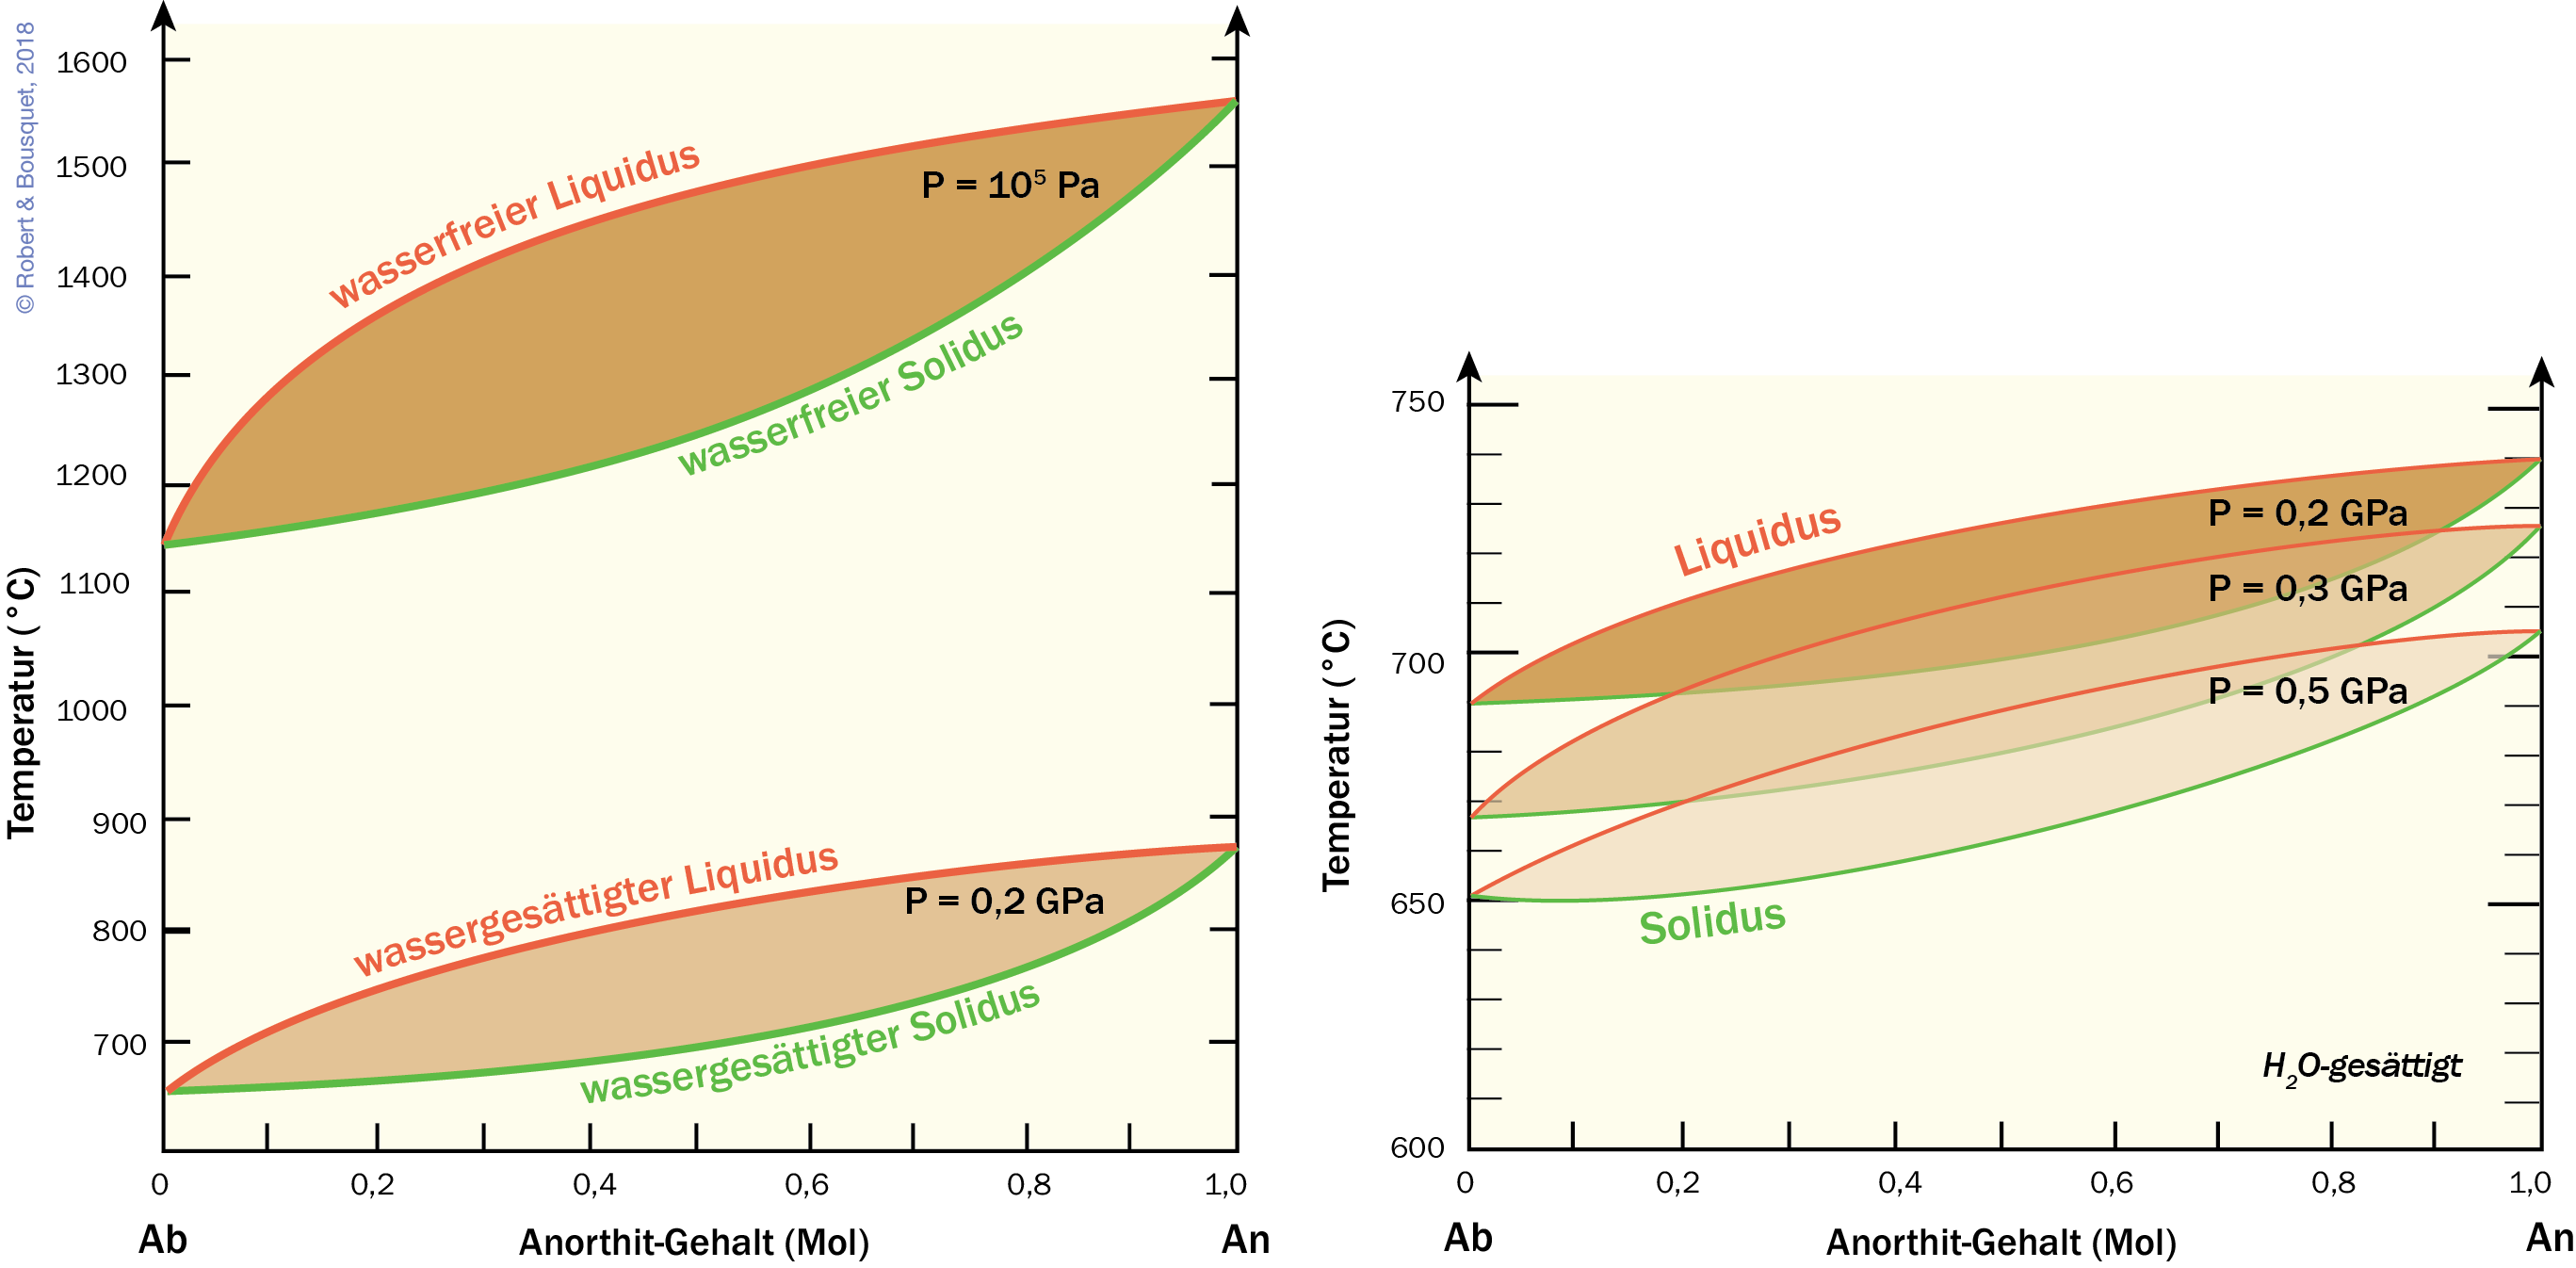 © Robert & Bousquet, 2018
Temperatur (°C)
1600
1500
1400
1300
1200
1100
1000
900
800
700
wasserfreier Liquidus
P = 10⁵ Pa
wasserfreier Solidus
wassergesättigter Liquidus
P = 0,2 GPa
wassergesättigter Solidus
0 0,2 0,4 0,6 0,8 1,0
Ab Anorthit-Gehalt (Mol) An
Temperatur (°C)
750
700
650
600
Liquidus
P = 0,2 GPa
P = 0,3 GPa
P = 0,5 GPa
Solidus
H₂O-gesättigt
0 0,2 0,4 0,6 0,8 1,0
Ab Anorthit-Gehalt (Mol) An